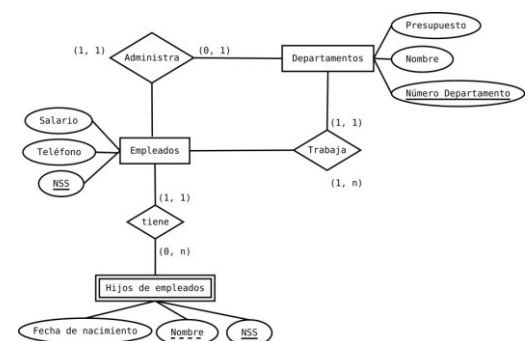 Presupuesto
(1, 1)
Administra
(0, 1)
Departamentos
Nombre
Número Departamento
Salario
(1, 1)
Teléfono
Empleados
Trabaja
NSS
(1, 1)
(1, n)
tiene
(0, n)
Hijos de empleados
Fecha de nacimiento
Nombre
NSS